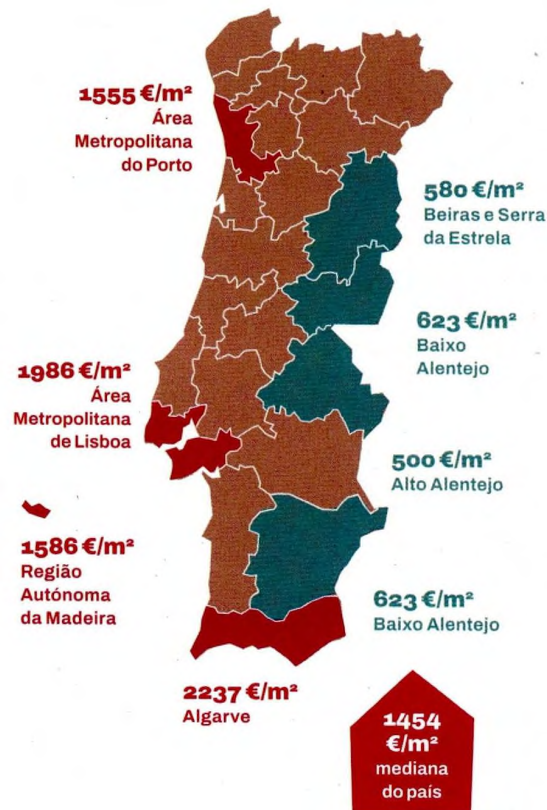 1555 €/m²
Área
Metropolitana
do Porto
580 €/m²
Beiras e Serra
da Estrela
623 €/m²
Baixo
Alentejo
1986 €/m²
Área
Metropolitana
de Lisboa
500 €/m²
Alto Alentejo
1586 €/m²
Região
Autónoma
da Madeira
623 €/m²
Baixo Alentejo
2237 €/m²
Algarve
1454
€/m²
mediana
do país